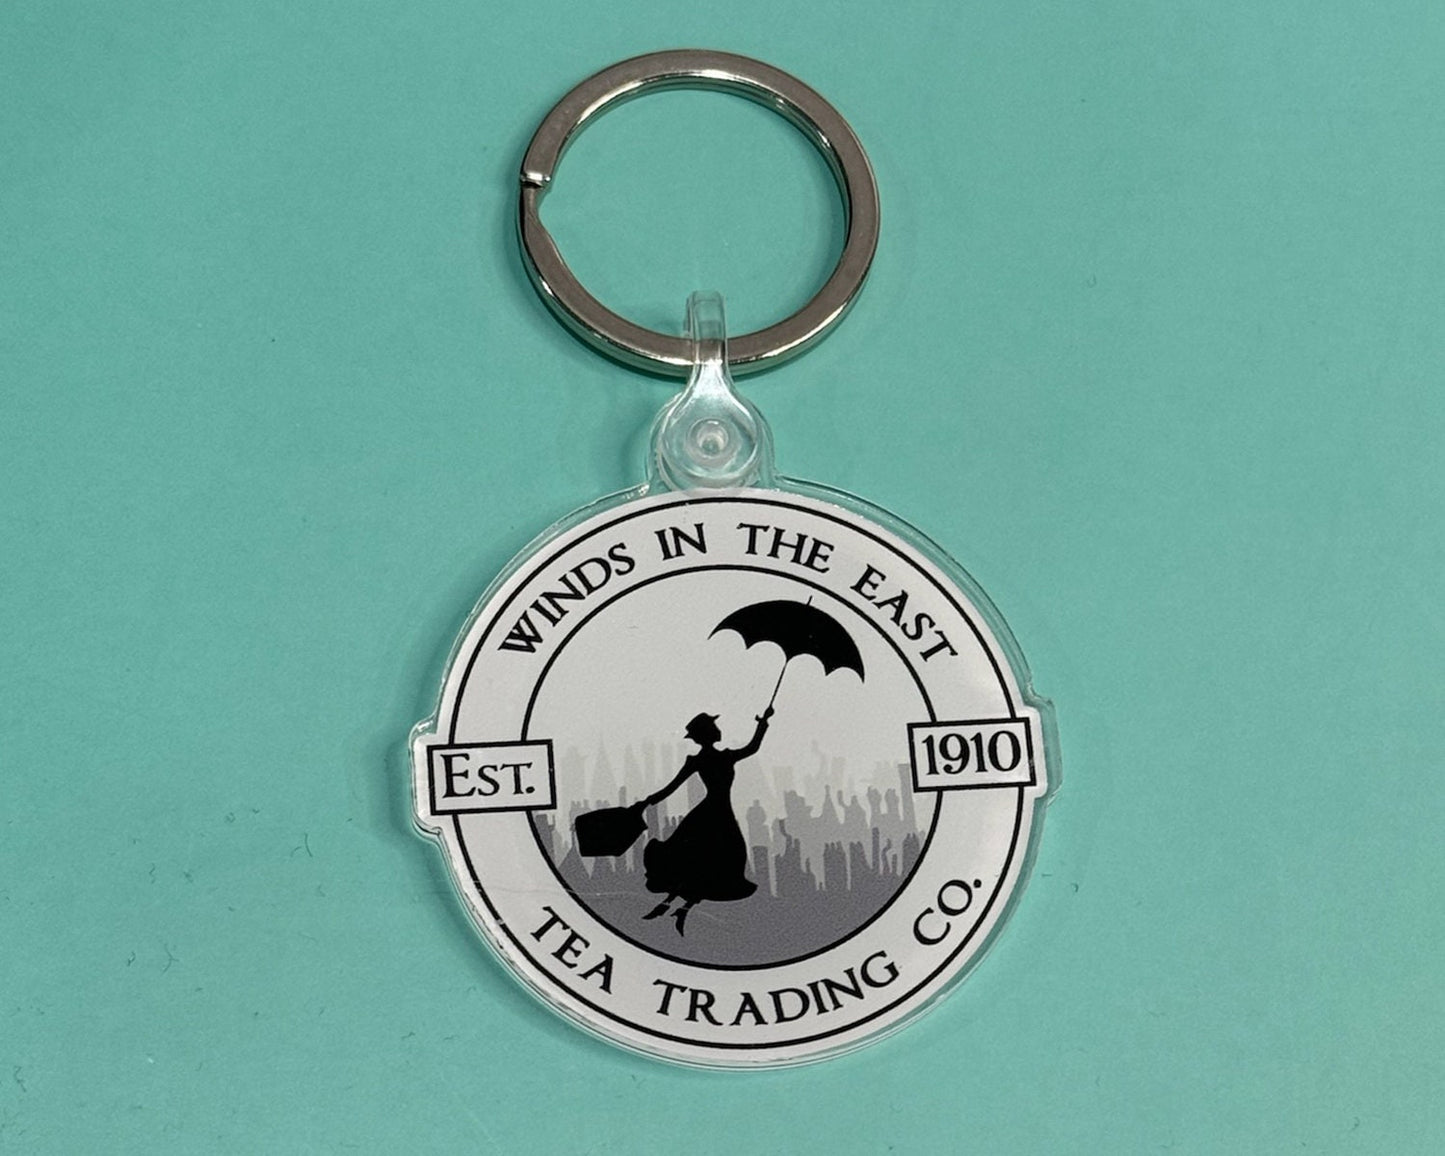 WINDS IN THE EAST
EST. 1910
TEA TRADING CO.